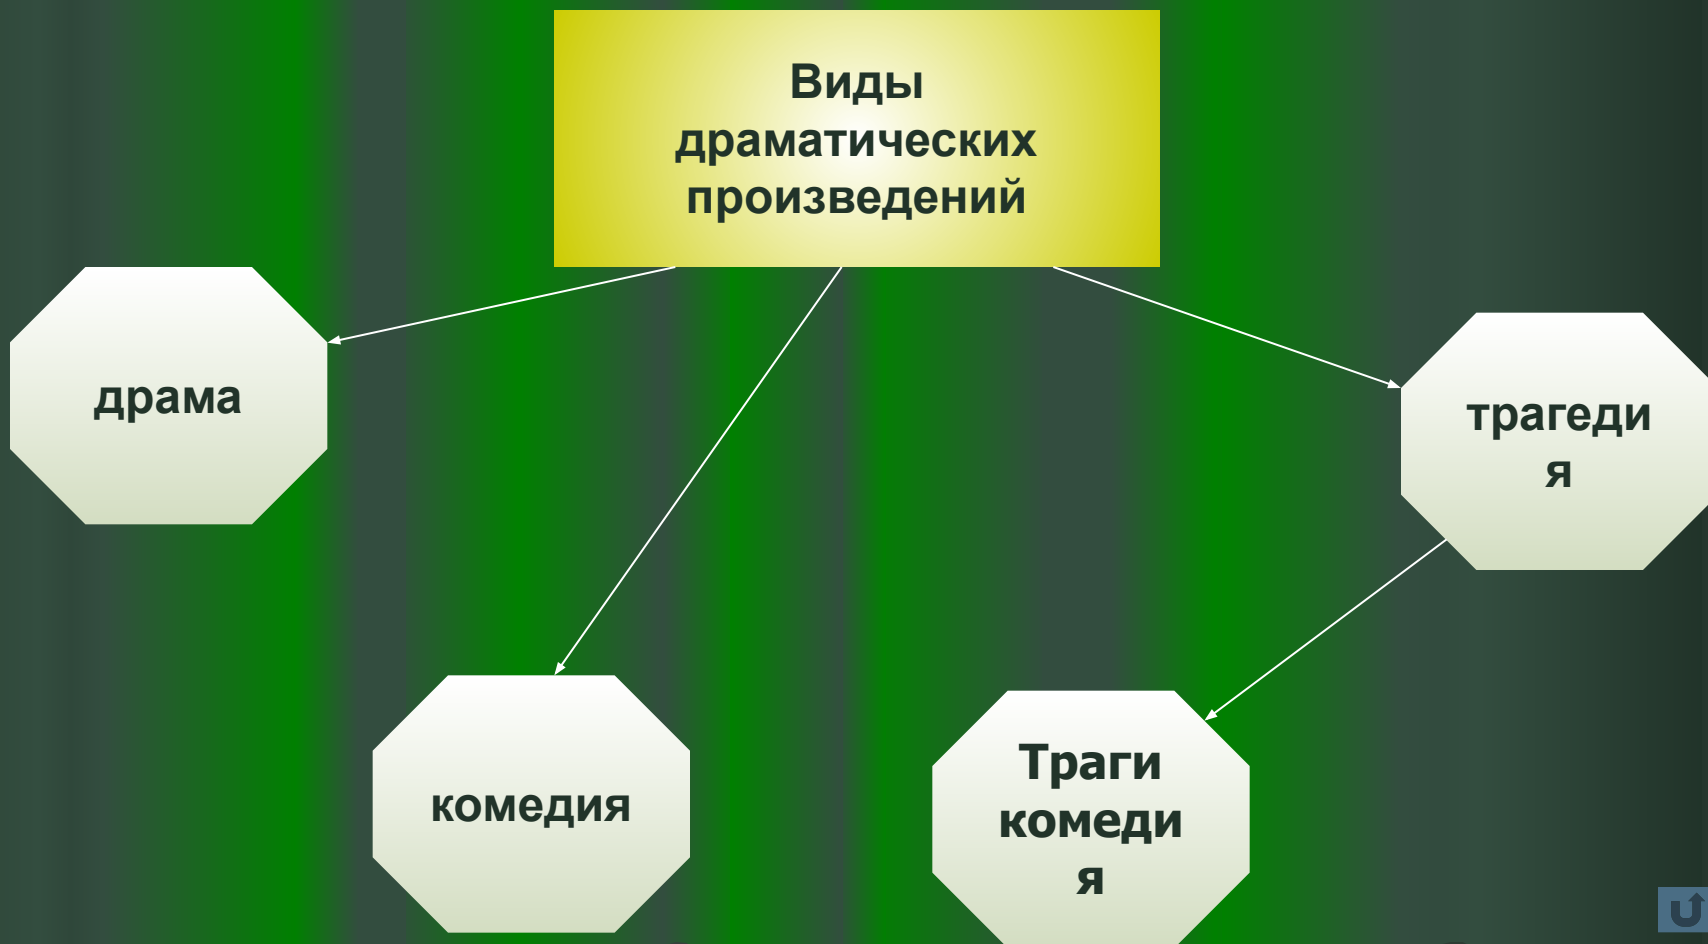 Виды
драматических
произведений
драма
трагеди
я
комедия
Траги
комеди
я